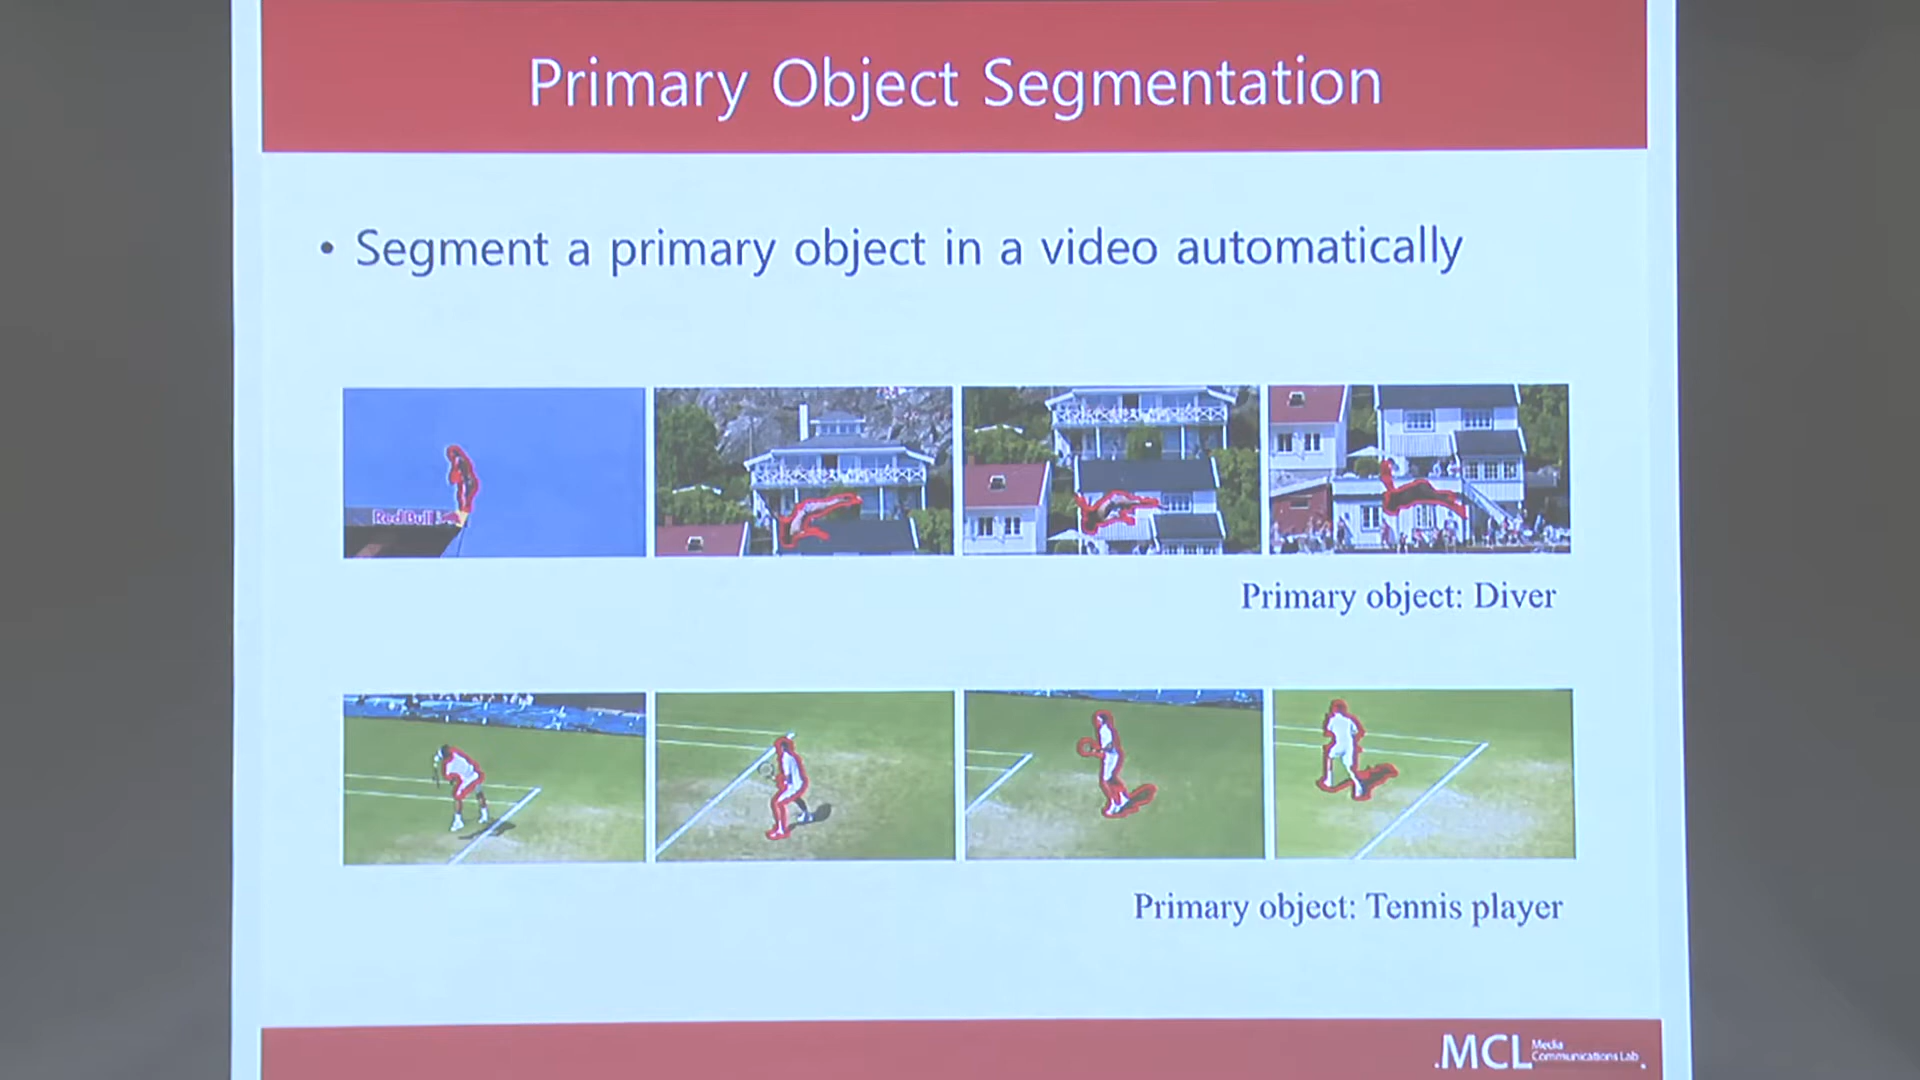 Primary Object Segmentation
• Segment a primary object in a video automatically
Red Bull
Primary object: Diver
Primary object: Tennis player
MCL Media
Communications Lab